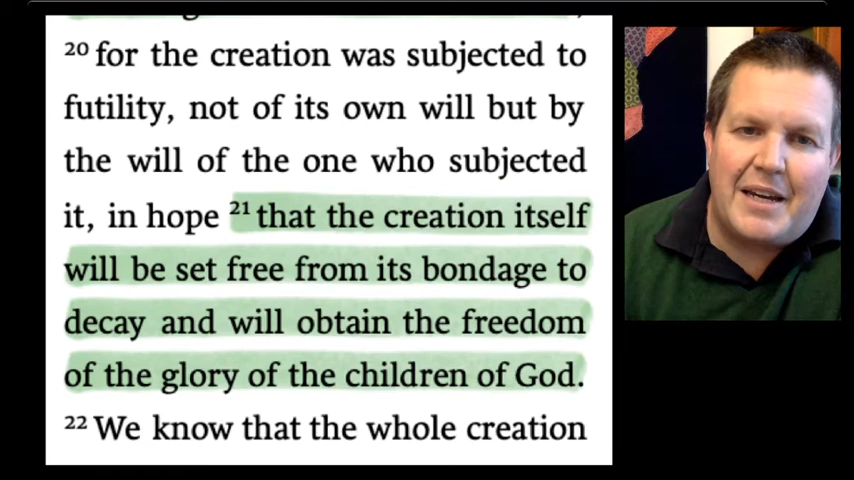 ²⁰ for the creation was subjected to
futility, not of its own will but by
the will of the one who subjected
it, in hope ²¹ that the creation itself
will be set free from its bondage to
decay and will obtain the freedom
of the glory of the children of God.
²² We know that the whole creation